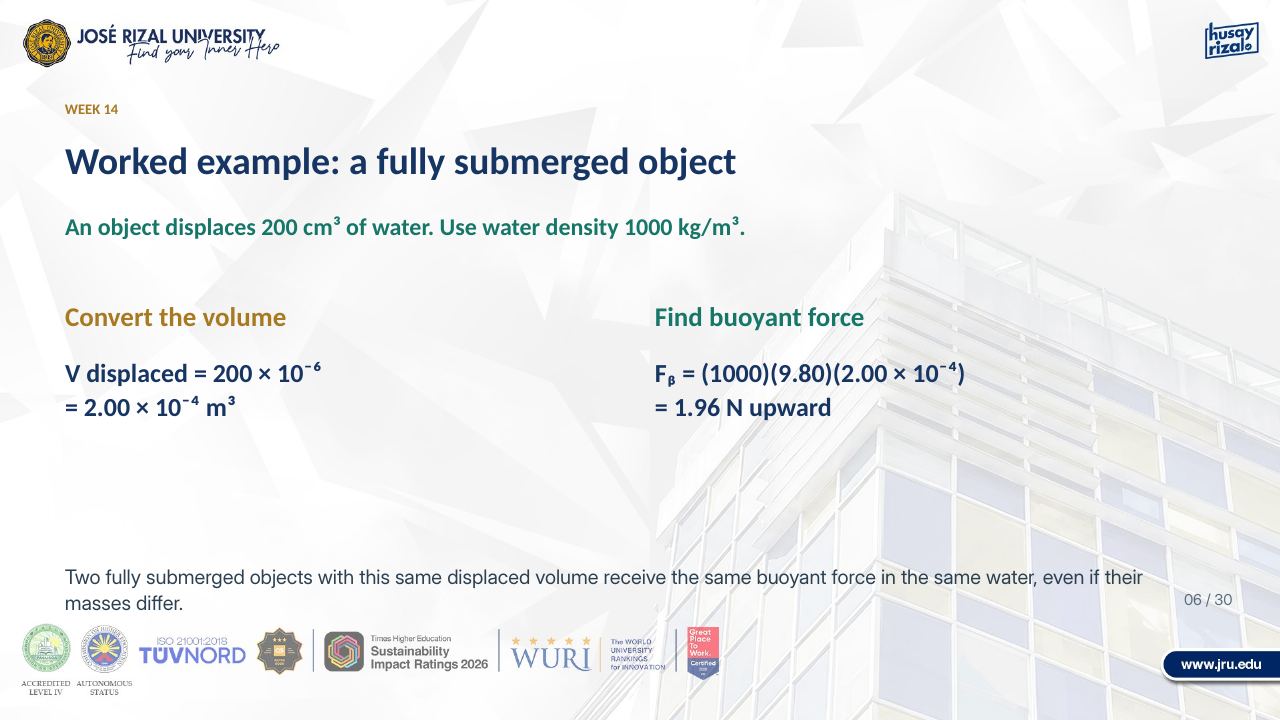 JOSÉ RIZAL UNIVERSITY
Find your Inner Hero
husay
rizal
WEEK 14
Worked example: a fully submerged object
An object displaces 200 cm³ of water. Use water density 1000 kg/m³.
Convert the volume
V displaced = 200 × 10⁻⁶
= 2.00 × 10⁻⁴ m³
Find buoyant force
Fᵦ = (1000)(9.80)(2.00 × 10⁻⁴)
= 1.96 N upward
Two fully submerged objects with this same displaced volume receive the same buoyant force in the same water, even if their
masses differ.
06 / 30
ACCREDITED
LEVEL IV
AUTONOMOUS
STATUS
ISO 21001:2018
TÜVNORD
Times Higher Education
Sustainability
Impact Ratings 2026
WURI
The WORLD
UNIVERSITY
RANKINGS
for INNOVATION
Great
Place
To
Work.
Certified
www.jru.edu